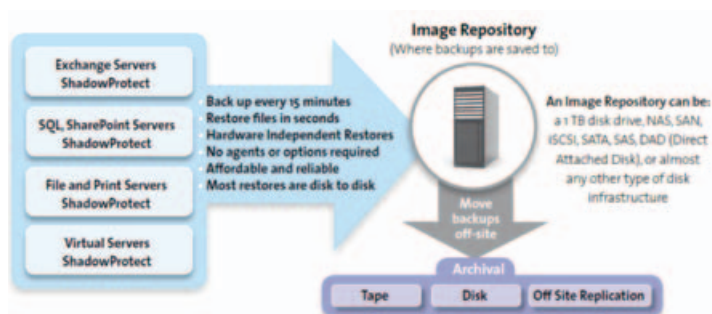 Exchange Servers
ShadowProtect
SQL, SharePoint Servers
ShadowProtect
File and Print Servers
ShadowProtect
Virtual Servers
ShadowProtect
• Back up every 15 minutes
• Restore files in seconds
• Hardware Independent Restores
• No agents or options required
• Affordable and reliable
• Most restores are disk to disk
Image Repository
(Where backups are saved to)
An Image Repository can be:
a 1 TB disk drive, NAS, SAN,
iSCSI, SATA, SAS, DAD (Direct
Attached Disk), or almost
any other type of disk
infrastructure
Move
backups
off-site
Archival
Tape
Disk
Off Site Replication